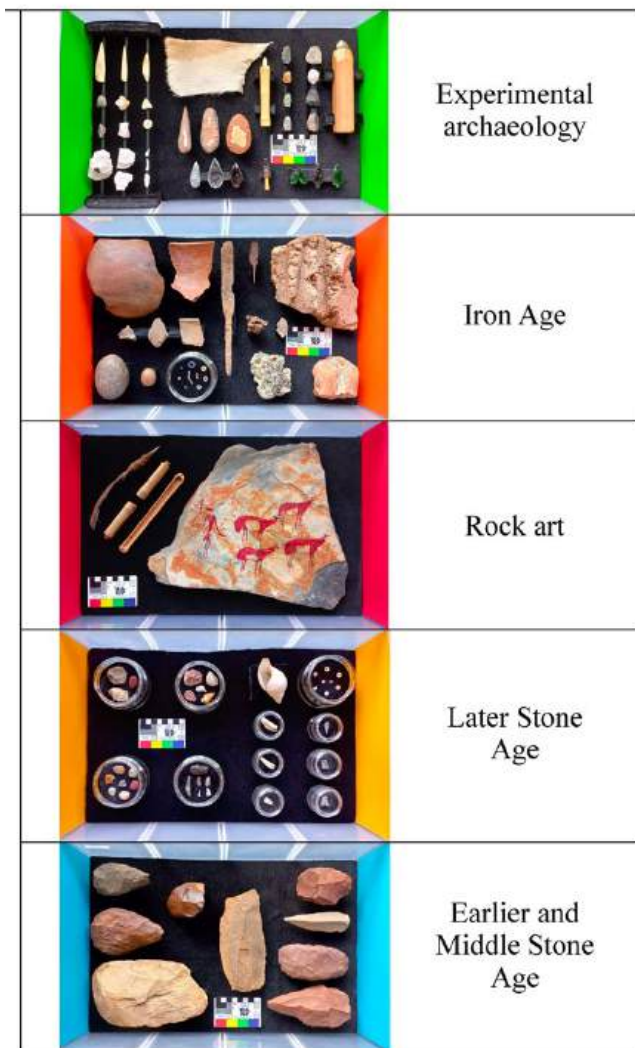 Experimental
archaeology
Iron Age
Rock art
Later Stone
Age
Earlier and
Middle Stone
Age